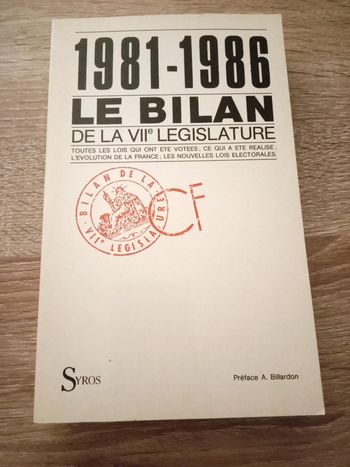 1981-1986
LE BILAN
DE LA VIIe LEGISLATURE
TOUTES LES LOIS QUI ONT ETE VOTEES; CE QUI A ETE REALISE;
L'EVOLUTION DE LA FRANCE; LES NOUVELLES LOIS ELECTORALES.
BILAN DE LA
VIIe LEGISLATURE
CF
SYROS
Préface A. Billardon